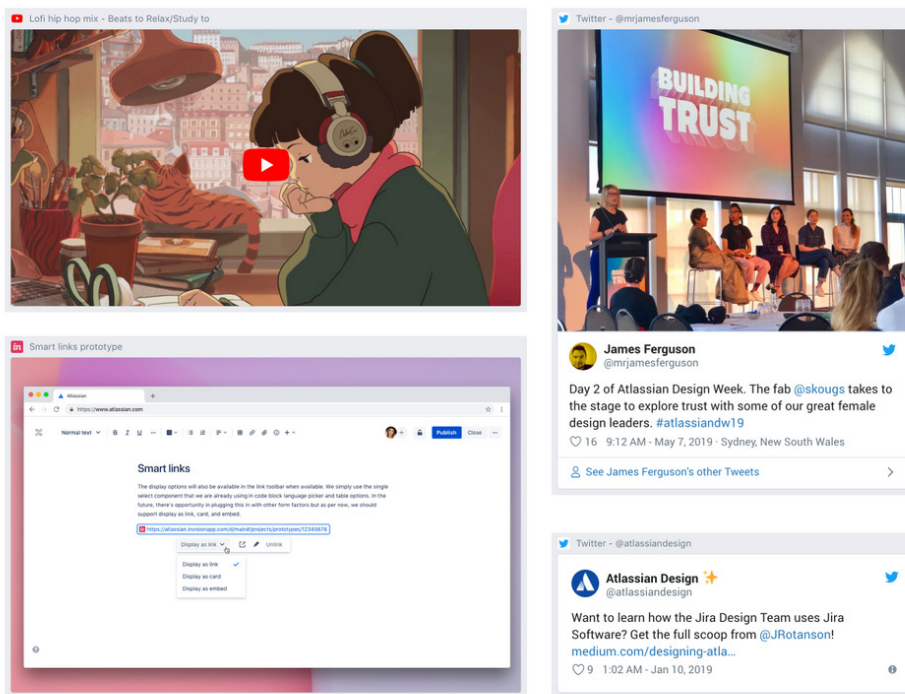 Lofi hip hop mix - Beats to Relax/Study to
Smart links prototype
in
Atlassian
https://www.atlassian.com
Normal text
B I U
Publish Close
Smart links
The display options will also be available in the link toolbar when available. We simply use the single
select component that we are already using in code block language picker and table options. In the
future, there's opportunity in plugging this in with other form factors but as per now, we should
support display as link, card, and embed.
https://atlassian.invisionapp.com/d/main#/projects/prototypes/12345678
Display as link Unlink
Display as link
Display as card
Display as embed
Twitter - @mrjamesferguson
BUILDING
TRUST
James Ferguson
@mrjamesferguson
Day 2 of Atlassian Design Week. The fab @skougs takes to
the stage to explore trust with some of our great female
design leaders. #atlassiandw19
16 9:12 AM - May 7, 2019 · Sydney, New South Wales
See James Ferguson's other Tweets
Twitter - @atlassiandesign
Atlassian Design ✨
@atlassiandesign
Want to learn how the Jira Design Team uses Jira
Software? Get the full scoop from @JRotanson!
medium.com/designing-atla...
9 1:02 AM - Jan 10, 2019